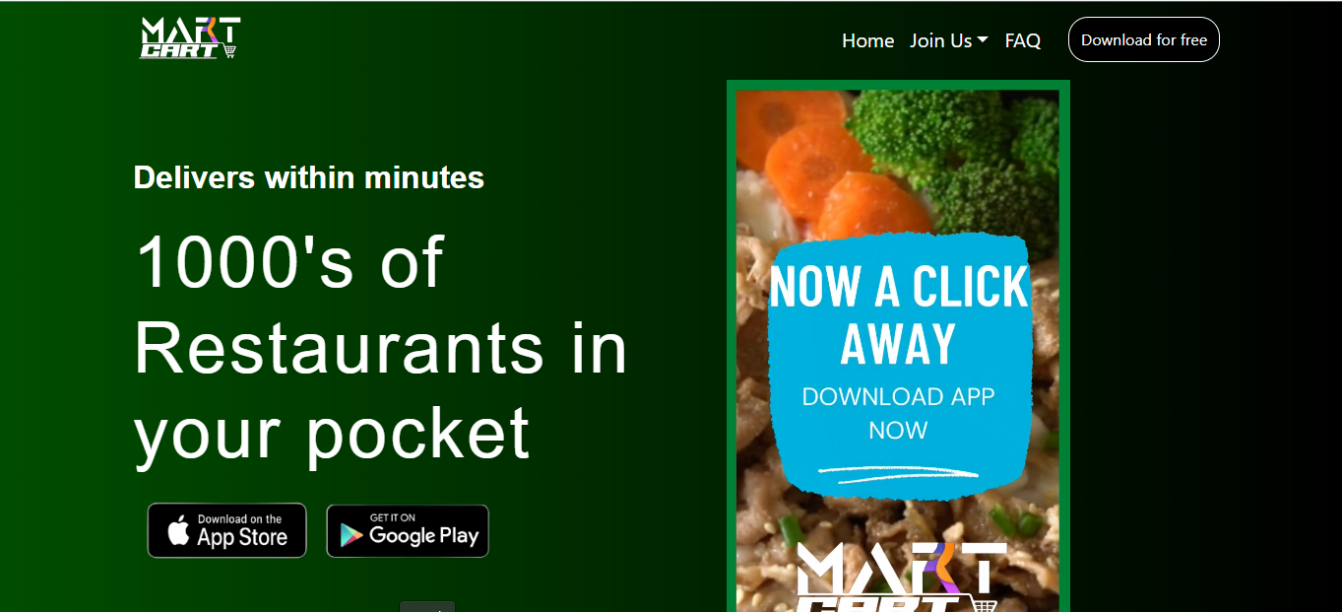 MART
CART
Home Join Us FAQ Download for free
Delivers within minutes
1000's of
Restaurants in
your pocket
Download on the
App Store
GET IT ON
Google Play
NOW A CLICK
AWAY
DOWNLOAD APP
NOW
MART
CART